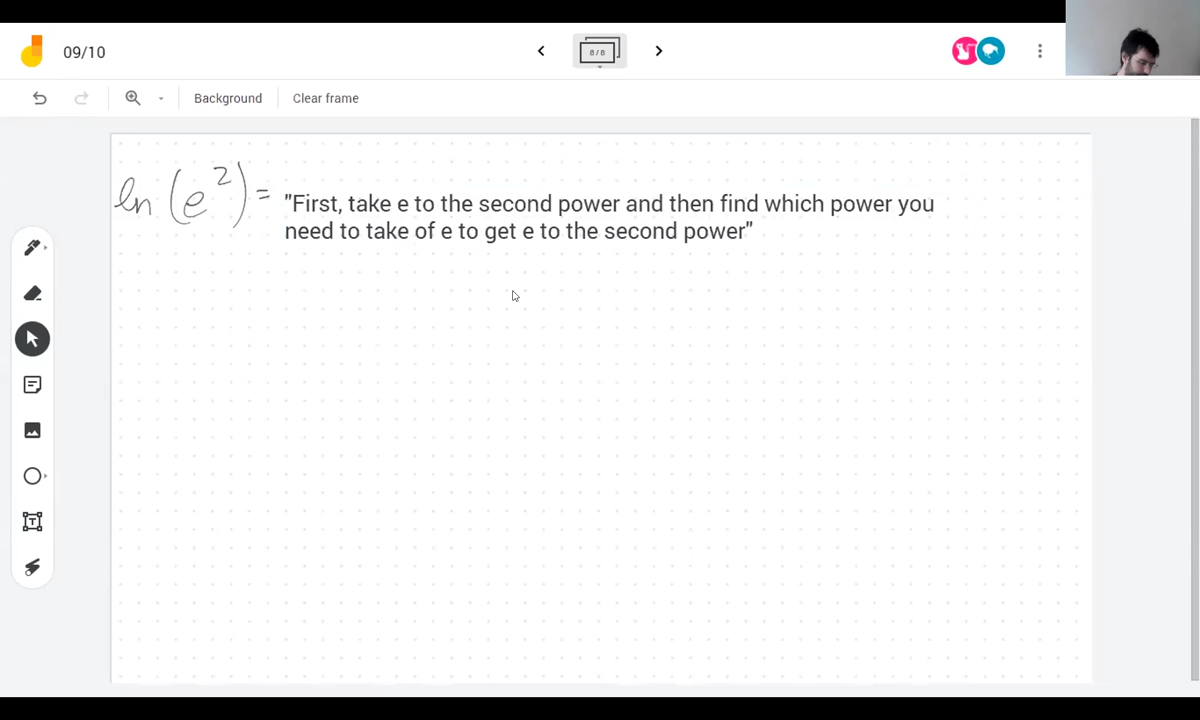 09/10
8/8
Background
Clear frame
ln(e²)=
"First, take e to the second power and then find which power you
need to take of e to get e to the second power"